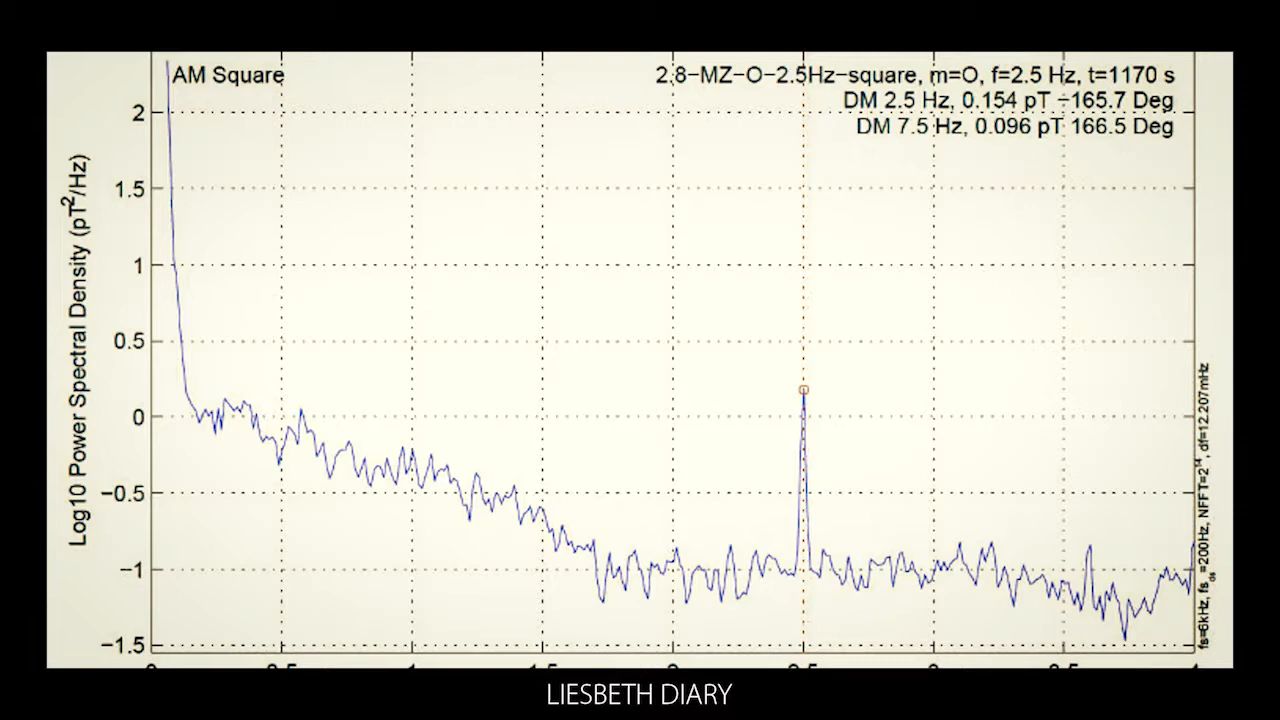 AM Square
2.8−MZ−O−2.5Hz−square, m=O, f=2.5 Hz, t=1170 s
DM 2.5 Hz, 0.154 pT −165.7 Deg
DM 7.5 Hz, 0.096 pT 166.5 Deg
Log10 Power Spectral Density (pT²/Hz)
2
1.5
1
0.5
0
−0.5
−1
−1.5
fs=6kHz, fs_os=200Hz, NFFT=2^14, df=12.207mHz
LIESBETH DIARY